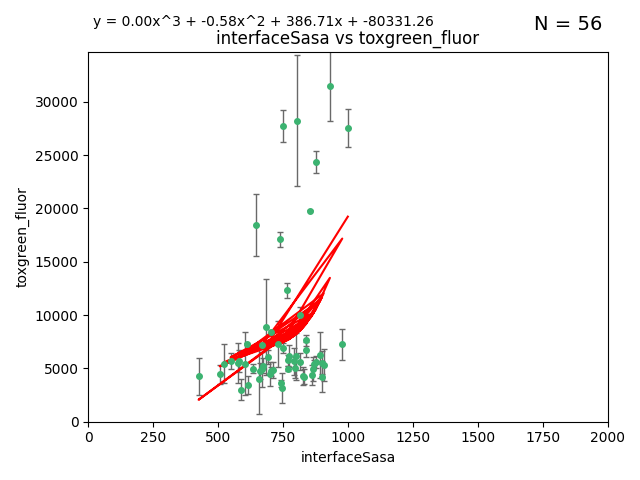 y = 0.00x^3 + -0.58x^2 + 386.71x + -80331.26
N = 56
interfaceSasa vs toxgreen_fluor
30000
25000
20000
15000
10000
5000
0
toxgreen_fluor
0 250 500 750 1000 1250 1500 1750 2000
interfaceSasa